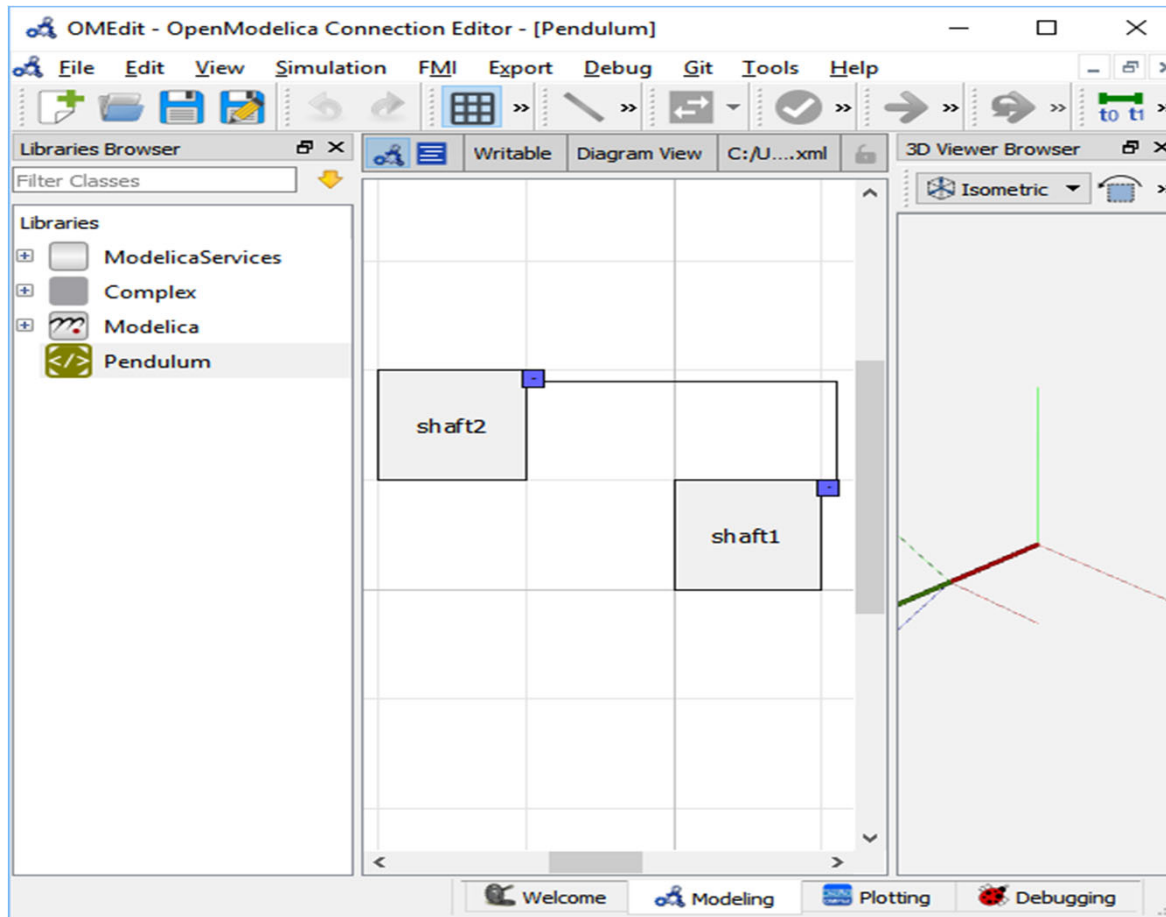 OMEdit - OpenModelica Connection Editor - [Pendulum]
File Edit View Simulation FMI Export Debug Git Tools Help
t0 t1
Libraries Browser
Writable Diagram View C:/U....xml
3D Viewer Browser
Filter Classes
Isometric
Libraries
ModelicaServices
Complex
Modelica
</> Pendulum
shaft2
shaft1
Welcome Modeling Plotting Debugging